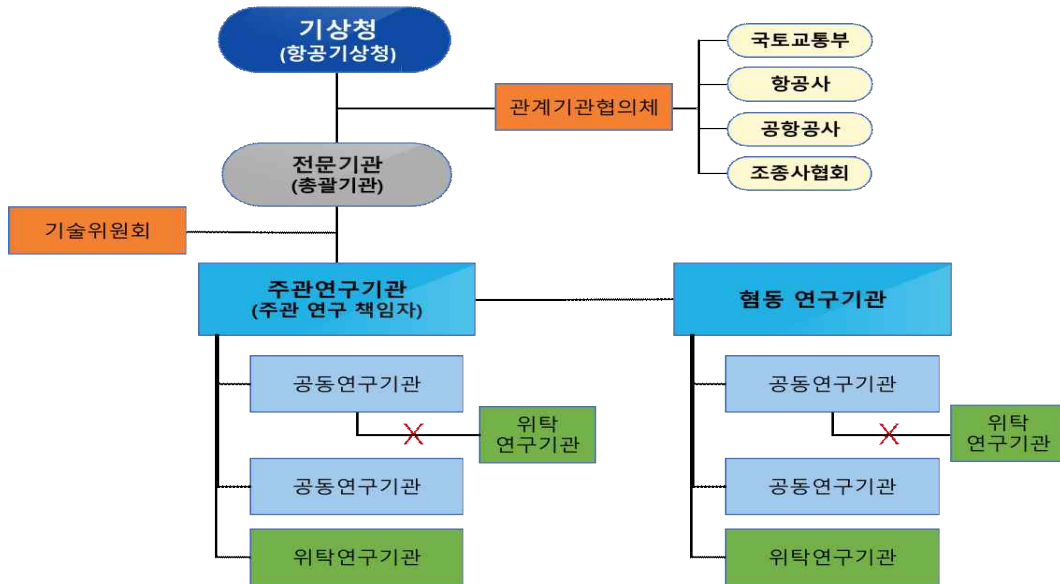 기상청
(항공기상청)
국토교통부
항공사
관계기관협의체
공항공사
조종사협회
전문기관
(총괄기관)
기술위원회
주관연구기관
(주관 연구 책임자)
혐동 연구기관
공동연구기관
위탁
연구기관
공동연구기관
위탁연구기관
공동연구기관
위탁
연구기관
공동연구기관
위탁연구기관